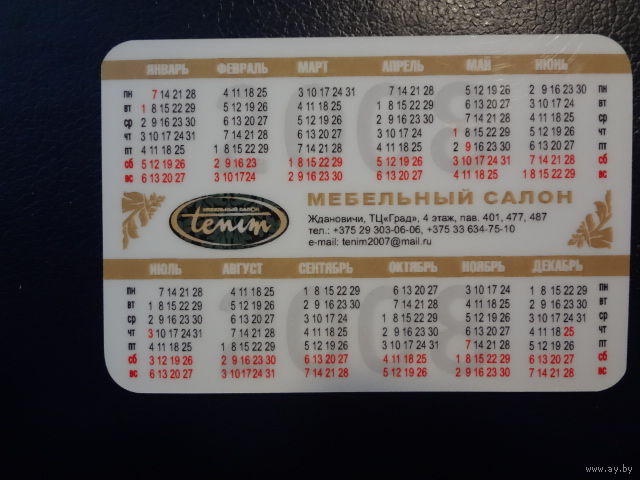 ЯНВАРЬ ФЕВРАЛЬ МАРТ АПРЕЛЬ МАЙ ИЮНЬ
ПН 7 14 21 28 4 11 18 25 3 10 17 24 31 7 14 21 28 5 12 19 26 2 9 16 23 30 ПН
ВТ 1 8 15 22 29 5 12 19 26 4 11 18 25 1 8 15 22 29 6 13 20 27 3 10 17 24 ВТ
СР 2 9 16 23 30 6 13 20 27 5 12 19 26 2 9 16 23 30 7 14 21 28 4 11 18 25 СР
ЧТ 3 10 17 24 31 7 14 21 28 6 13 20 27 3 10 17 24 1 8 15 22 29 5 12 19 26 ЧТ
ПТ 4 11 18 25 1 8 15 22 29 7 14 21 28 4 11 18 25 2 9 16 23 30 6 13 20 27 ПТ
СБ 5 12 19 26 2 9 16 23 1 8 15 22 29 5 12 19 26 3 10 17 24 31 7 14 21 28 СБ
ВС 6 13 20 27 3 10 17 24 2 9 16 23 30 6 13 20 27 4 11 18 25 1 8 15 22 29 ВС
2008
МЕБЕЛЬНЫЙ САЛОН
tenim
МЕБЕЛЬНЫЙ САЛОН
Ждановичи, ТЦ«Град», 4 этаж, пав. 401, 477, 487
тел.: +375 29 303-06-06, +375 33 634-75-10
e-mail: tenim2007@mail.ru
ИЮЛЬ АВГУСТ СЕНТЯБРЬ ОКТЯБРЬ НОЯБРЬ ДЕКАБРЬ
ПН 7 14 21 28 4 11 18 25 1 8 15 22 29 6 13 20 27 3 10 17 24 1 8 15 22 29 ПН
ВТ 1 8 15 22 29 5 12 19 26 2 9 16 23 30 7 14 21 28 4 11 18 25 2 9 16 23 30 ВТ
СР 2 9 16 23 30 6 13 20 27 3 10 17 24 1 8 15 22 29 5 12 19 26 3 10 17 24 31 СР
ЧТ 3 10 17 24 31 7 14 21 28 4 11 18 25 2 9 16 23 30 6 13 20 27 4 11 18 25 ЧТ
ПТ 4 11 18 25 1 8 15 22 29 5 12 19 26 3 10 17 24 31 7 14 21 28 5 12 19 26 ПТ
СБ 5 12 19 26 2 9 16 23 30 6 13 20 27 4 11 18 25 1 8 15 22 29 6 13 20 27 СБ
ВС 6 13 20 27 3 10 17 24 31 7 14 21 28 5 12 19 26 2 9 16 23 30 7 14 21 28 ВС
2008
www.ay.by